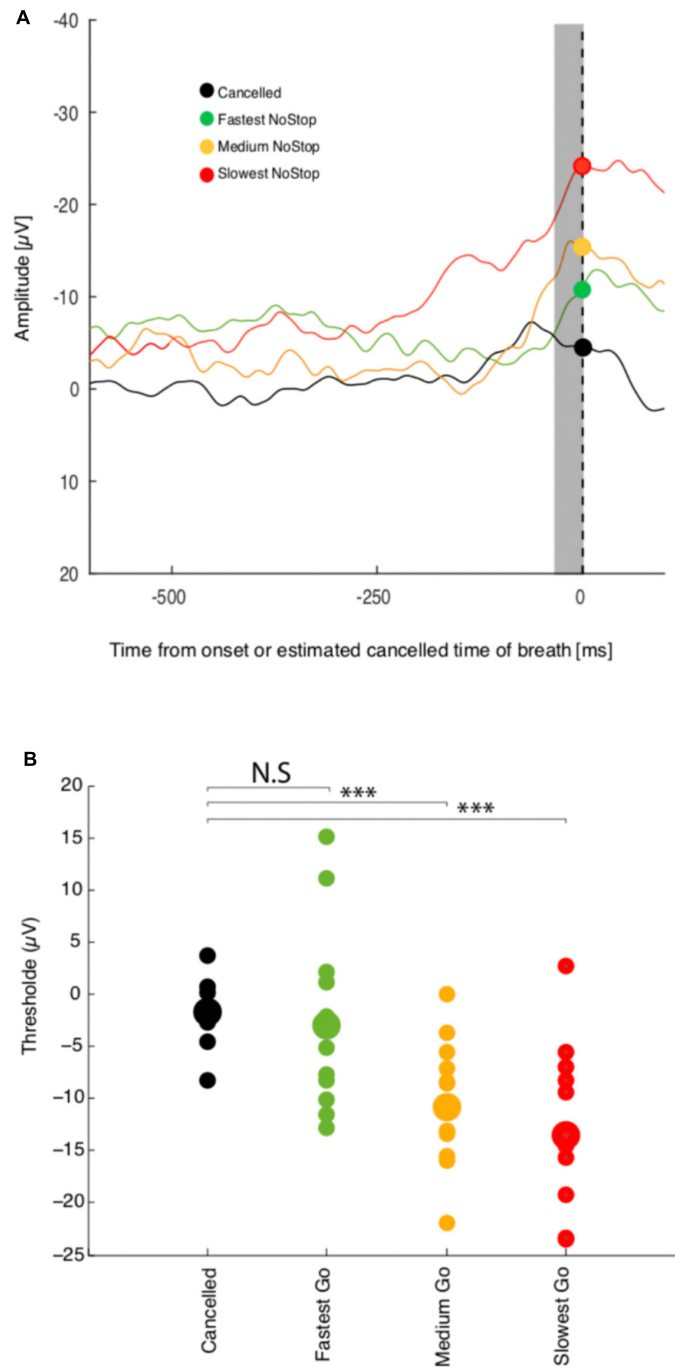 A
-40
-30
-20
-10
0
10
20
Amplitude [µV]
Cancelled
Fastest NoStop
Medium NoStop
Slowest NoStop
-500
-250
0
Time from onset or estimated cancelled time of breath [ms]
B
20
15
10
5
0
−5
−10
−15
−20
−25
Thresholde (µV)
N.S
***
***
Cancelled
Fastest Go
Medium Go
Slowest Go